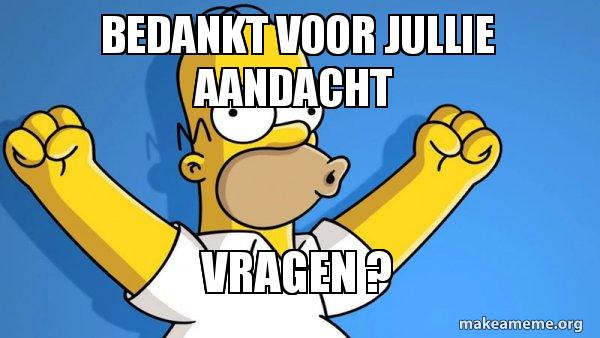 BEDANKT VOOR JULLIE
AANDACHT
VRAGEN ?
makeameme.org